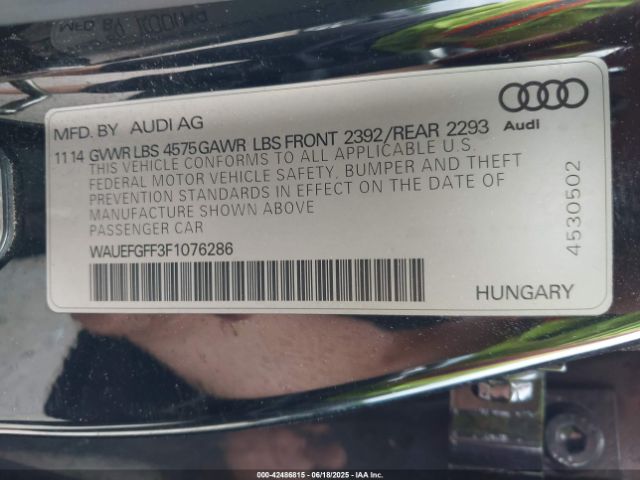 MFD. BY AUDI AG
11 14 GVWR LBS 4575 GAWR LBS FRONT 2392/REAR 2293
Audi
THIS VEHICLE CONFORMS TO ALL APPLICABLE U.S.
FEDERAL MOTOR VEHICLE SAFETY, BUMPER AND THEFT
PREVENTION STANDARDS IN EFFECT ON THE DATE OF
MANUFACTURE SHOWN ABOVE
PASSENGER CAR
WAUEFGFF3F1076286
4530502
HUNGARY
000-42486815 - 06/18/2025 - IAA Inc.